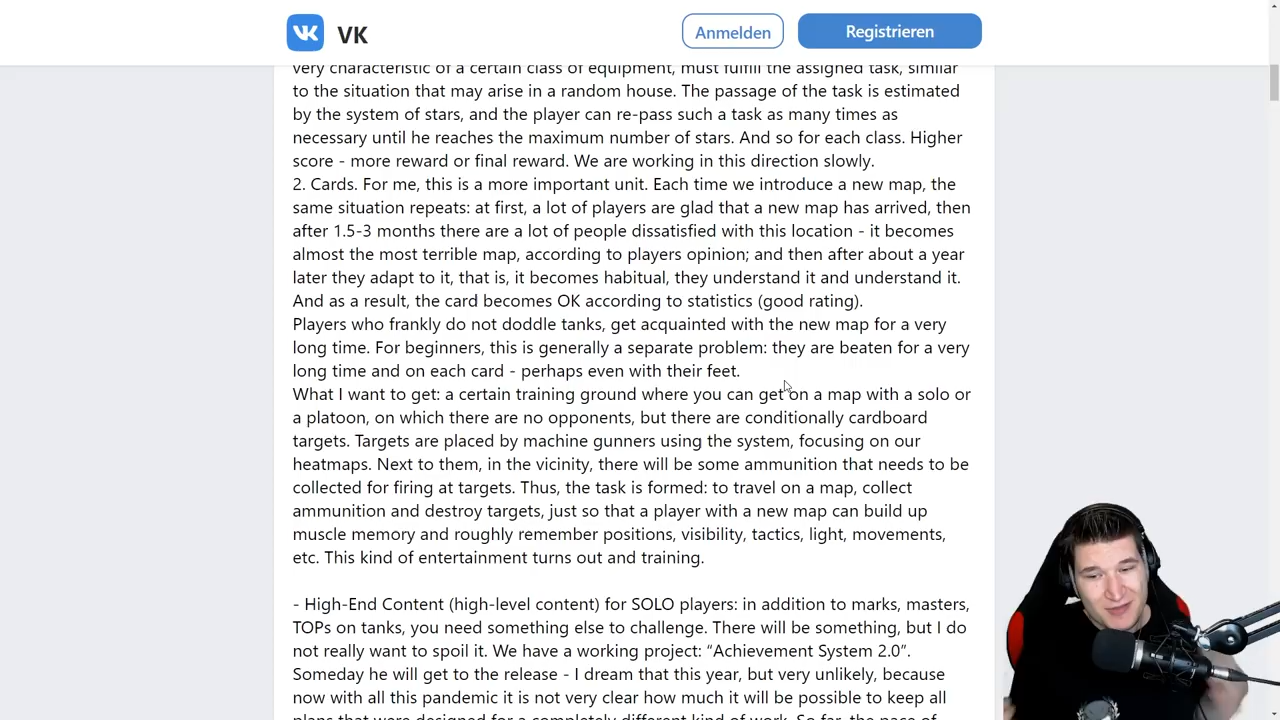 VK
Anmelden
Registrieren
very characteristic of a certain class of equipment, must fulfill the assigned task, similar
to the situation that may arise in a random house. The passage of the task is estimated
by the system of stars, and the player can re-pass such a task as many times as
necessary until he reaches the maximum number of stars. And so for each class. Higher
score - more reward or final reward. We are working in this direction slowly.
2. Cards. For me, this is a more important unit. Each time we introduce a new map, the
same situation repeats: at first, a lot of players are glad that a new map has arrived, then
after 1.5-3 months there are a lot of people dissatisfied with this location - it becomes
almost the most terrible map, according to players opinion; and then after about a year
later they adapt to it, that is, it becomes habitual, they understand it and understand it.
And as a result, the card becomes OK according to statistics (good rating).
Players who frankly do not doddle tanks, get acquainted with the new map for a very
long time. For beginners, this is generally a separate problem: they are beaten for a very
long time and on each card - perhaps even with their feet.
What I want to get: a certain training ground where you can get on a map with a solo or
a platoon, on which there are no opponents, but there are conditionally cardboard
targets. Targets are placed by machine gunners using the system, focusing on our
heatmaps. Next to them, in the vicinity, there will be some ammunition that needs to be
collected for firing at targets. Thus, the task is formed: to travel on a map, collect
ammunition and destroy targets, just so that a player with a new map can build up
muscle memory and roughly remember positions, visibility, tactics, light, movements,
etc. This kind of entertainment turns out and training.
- High-End Content (high-level content) for SOLO players: in addition to marks, masters,
TOPs on tanks, you need something else to challenge. There will be something, but I do
not really want to spoil it. We have a working project: “Achievement System 2.0”.
Someday he will get to the release - I dream that this year, but very unlikely, because
now with all this pandemic it is not very clear how much it will be possible to keep all
plans that were designed for a completely different kind of work. So far, the pace of